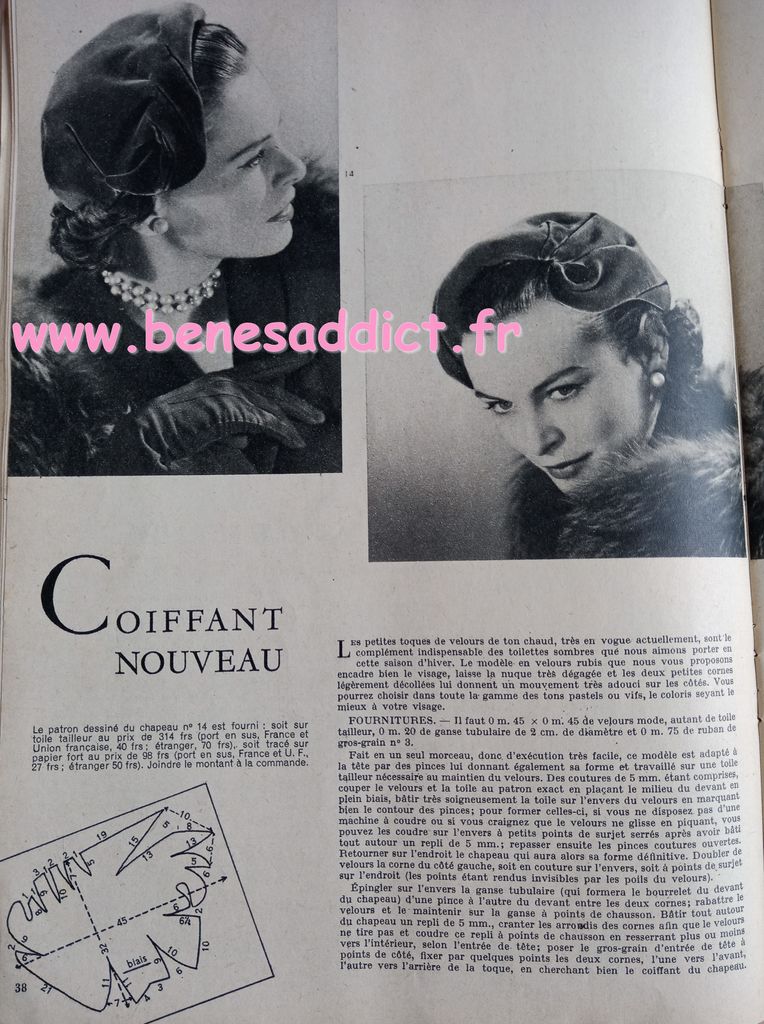 14
www.benesaddict.fr
COIFFANT
NOUVEAU
Le patron dessiné du chapeau nº 14 est fourni : soit sur
toile tailleur au prix de 314 frs (port en sus, France et
Union française, 40 frs ; étranger, 70 frs), soit tracé sur
papier fort au prix de 98 frs (port en sus, France et U. F.,
27 frs ; étranger 50 frs). Joindre le montant à la commande.
LES petites toques de velours de ton chaud, très en vogue actuellement, sont le
complément indispensable des toilettes sombres que nous aimons porter en
cette saison d'hiver. Le modèle en velours rubis que nous vous proposons
encadre bien le visage, laisse la nuque très dégagée et les deux petites cornes
légèrement décollées lui donnent un mouvement très adouci sur les côtés. Vous
pourrez choisir dans toute la gamme des tons pastels ou vifs, le coloris seyant le
mieux à votre visage.
FOURNITURES. — Il faut 0 m. 45 × 0 m. 45 de velours mode, autant de toile
tailleur, 0 m. 20 de ganse tubulaire de 2 cm. de diamètre et 0 m. 75 de ruban de
gros-grain nº 3.
Fait en un seul morceau, donc d'exécution très facile, ce modèle est adapté à
la tête par des pinces lui donnant également sa forme et travaillé sur une toile
tailleur nécessaire au maintien du velours. Des coutures de 5 mm. étant comprises,
couper le velours et la toile au patron exact en plaçant le milieu du devant en
plein biais, bâtir très soigneusement la toile sur l'envers du velours en marquant
bien le contour des pinces; pour former celles-ci, si vous ne disposez pas d'une
machine à coudre ou si vous craignez que le velours ne glisse en piquant, vous
pouvez les coudre sur l'envers à petits points de surjet serrés après avoir bâti
tout autour un repli de 5 mm.; repasser ensuite les pinces coutures ouvertes.
Retourner sur l'endroit le chapeau qui aura alors sa forme définitive. Doubler de
velours la corne du côté gauche, soit en couture sur l'envers, soit à points de surjet
sur l'endroit (les points étant rendus invisibles par les poils du velours).
Épingler sur l'envers la ganse tubulaire (qui formera le bourrelet du devant
du chapeau) d'une pince à l'autre du devant entre les deux cornes; rabattre le
velours et le maintenir sur la ganse à points de chausson. Bâtir tout autour
du chapeau un repli de 5 mm., cranter les arrondis des cornes afin que le velours
ne tire pas et coudre ce repli à points de chausson en resserrant plus ou moins
vers l'intérieur, selon l'entrée de tête; poser le gros-grain d'entrée de tête à
points de côté, fixer par quelques points les deux cornes, l'une vers l'avant,
l'autre vers l'arrière de la toque, en cherchant bien le coiffant du chapeau.
19
15
13
10
8
45
32
biais
27
38